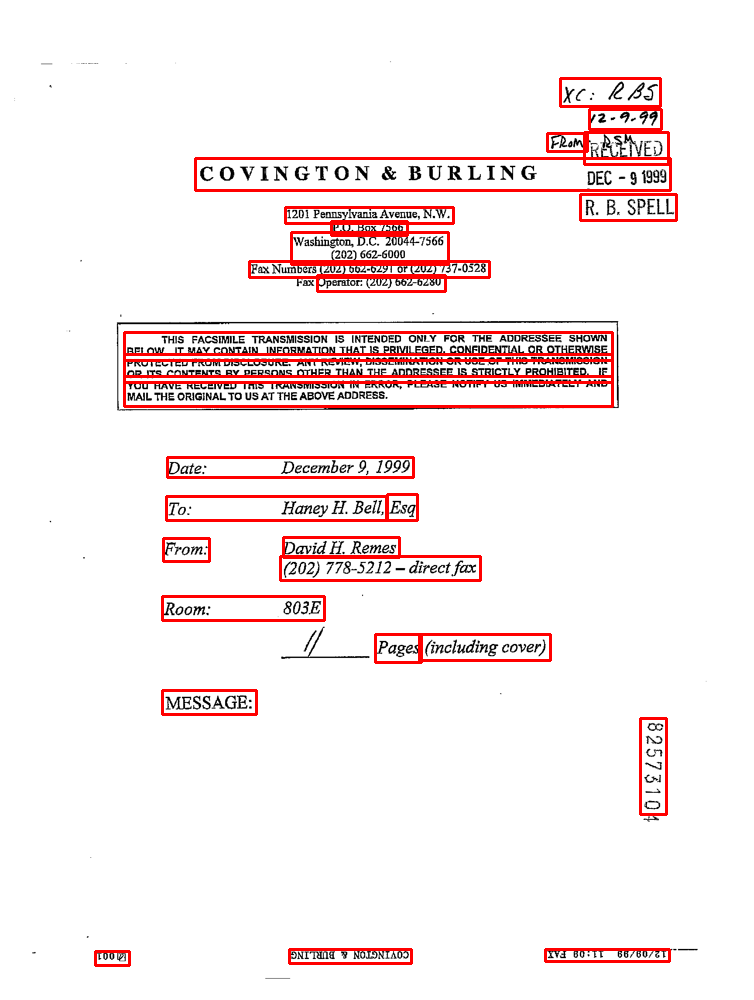 XC: RBS
12-9-99
FROM DSM
RECEIVED
COVINGTON & BURLING
DEC - 9 1999
R. B. SPELL
1201 Pennsylvania Avenue, N.W.
P.O. Box 7566
Washington, D.C. 20044-7566
(202) 662-6000
Fax Numbers (202) 662-6291 or (202) 737-0528
Fax Operator: (202) 662-6280
THIS FACSIMILE TRANSMISSION IS INTENDED ONLY FOR THE ADDRESSEE SHOWN
BELOW. IT MAY CONTAIN INFORMATION THAT IS PRIVILEGED, CONFIDENTIAL OR OTHERWISE
PROTECTED FROM DISCLOSURE. ANY REVIEW, DISSEMINATION OR USE OF THIS TRANSMISSION
OR ITS CONTENTS BY PERSONS OTHER THAN THE ADDRESSEE IS STRICTLY PROHIBITED. IF
YOU HAVE RECEIVED THIS TRANSMISSION IN ERROR, PLEASE NOTIFY US IMMEDIATELY AND
MAIL THE ORIGINAL TO US AT THE ABOVE ADDRESS.
Date: December 9, 1999
To: Haney H. Bell, Esq
From: David H. Remes
(202) 778-5212 – direct fax
Room: 803E
11 Pages (including cover)
MESSAGE:
82573104
12/09/99 11:09 FAX COVINGTON & BURLING 001